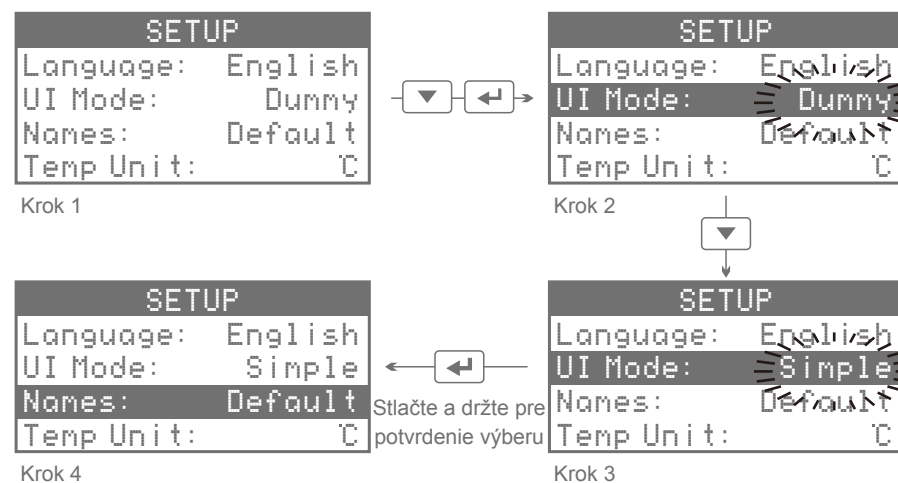 SETUP
Language: English
UI Mode: Dummy
Names: Default
Temp Unit: ℃
Krok 1
SETUP
Language: English
UI Mode: Dummy
Names: Default
Temp Unit: ℃
Krok 2
SETUP
Language: English
UI Mode: Simple
Names: Default
Temp Unit: ℃
Krok 3
Stlačte a držte pre
potvrdenie výberu
SETUP
Language: English
UI Mode: Simple
Names: Default
Temp Unit: ℃
Krok 4